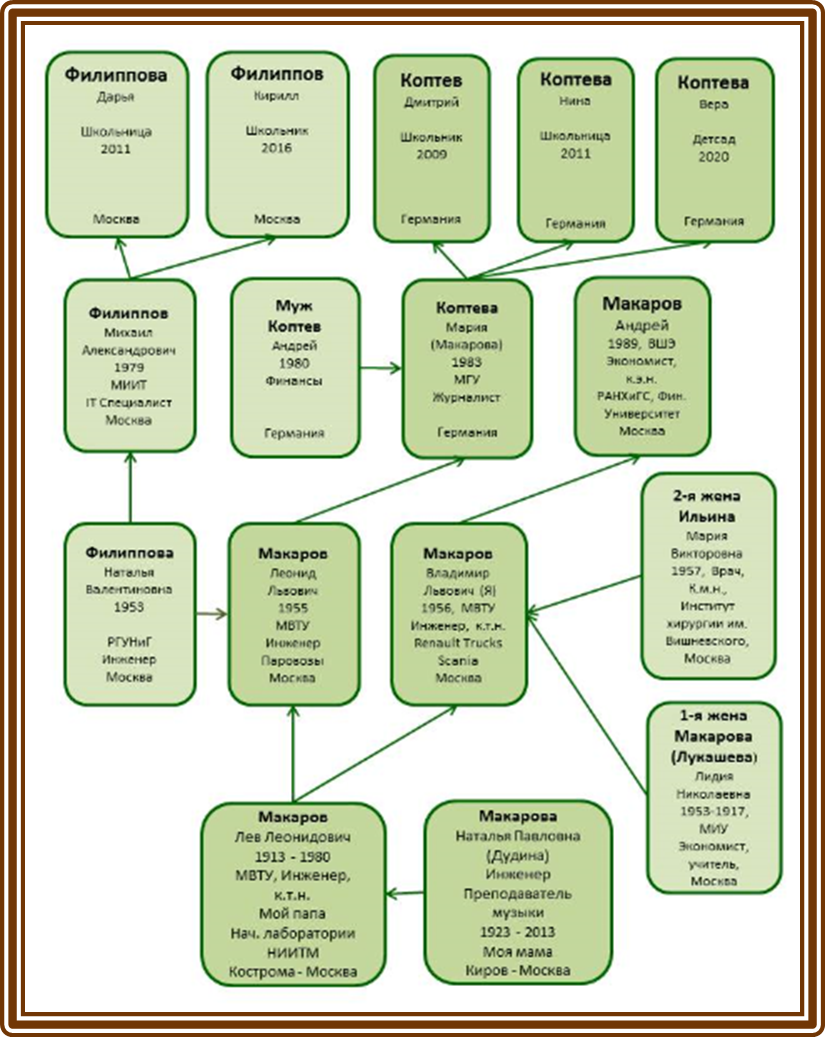 Филиппова
Дарья
Школьница
2011
Москва
Филиппов
Кирилл
Школьник
2016
Москва
Коптев
Дмитрий
Школьник
2009
Германия
Коптева
Нина
Школьница
2011
Германия
Коптева
Вера
Детсад
2020
Германия
Филиппов
Михаил
Александрович
1979
МИИТ
IT Специалист
Москва
Муж
Коптев
Андрей
1980
Финансы
Германия
Коптева
Мария
(Макарова)
1983
МГУ
Журналист
Германия
Макаров
Андрей
1989, ВШЭ
Экономист,
к.э.н.
РАНХиГС, Фин.
Университет
Москва
Филиппова
Наталья
Валентиновна
1953
РГУНиГ
Инженер
Москва
Макаров
Леонид
Львович
1955
МВТУ
Инженер
Паровозы
Москва
Макаров
Владимир
Львович (Я)
1956, МВТУ
Инженер, к.т.н.
Renault Trucks
Scania
Москва
2-я жена
Ильина
Мария
Викторовна
1957, Врач,
К.м.н.,
Институт
хирургии им.
Вишневского,
Москва
1-я жена
Макарова
(Лукашева)
Лидия
Николаевна
1953-1917,
МИУ
Экономист,
учитель,
Москва
Макаров
Лев Леонидович
1913 - 1980
МВТУ, Инженер,
к.т.н.
Мой папа
Нач. лаборатории
НИИТМ
Кострома - Москва
Макарова
Наталья Павловна
(Дудина)
Инженер
Преподаватель
музыки
1923 - 2013
Моя мама
Киров - Москва